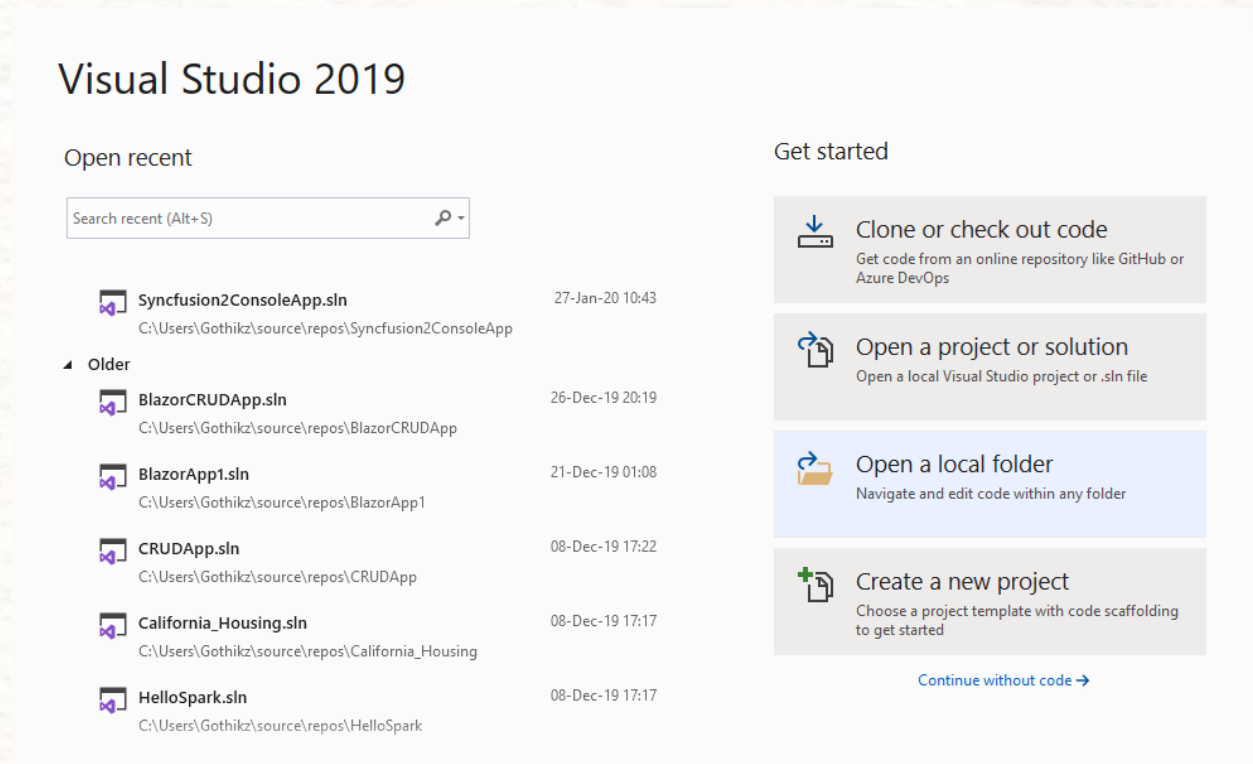 Visual Studio 2019
Open recent
Search recent (Alt+S)
Syncfusion2ConsoleApp.sln 27-Jan-20 10:43
C:\Users\Gothikz\source\repos\Syncfusion2ConsoleApp
Older
BlazorCRUDApp.sln 26-Dec-19 20:19
C:\Users\Gothikz\source\repos\BlazorCRUDApp
BlazorApp1.sln 21-Dec-19 01:08
C:\Users\Gothikz\source\repos\BlazorApp1
CRUDApp.sln 08-Dec-19 17:22
C:\Users\Gothikz\source\repos\CRUDApp
California_Housing.sln 08-Dec-19 17:17
C:\Users\Gothikz\source\repos\California_Housing
HelloSpark.sln 08-Dec-19 17:17
C:\Users\Gothikz\source\repos\HelloSpark
Get started
Clone or check out code
Get code from an online repository like GitHub or
Azure DevOps
Open a project or solution
Open a local Visual Studio project or .sln file
Open a local folder
Navigate and edit code within any folder
Create a new project
Choose a project template with code scaffolding
to get started
Continue without code →